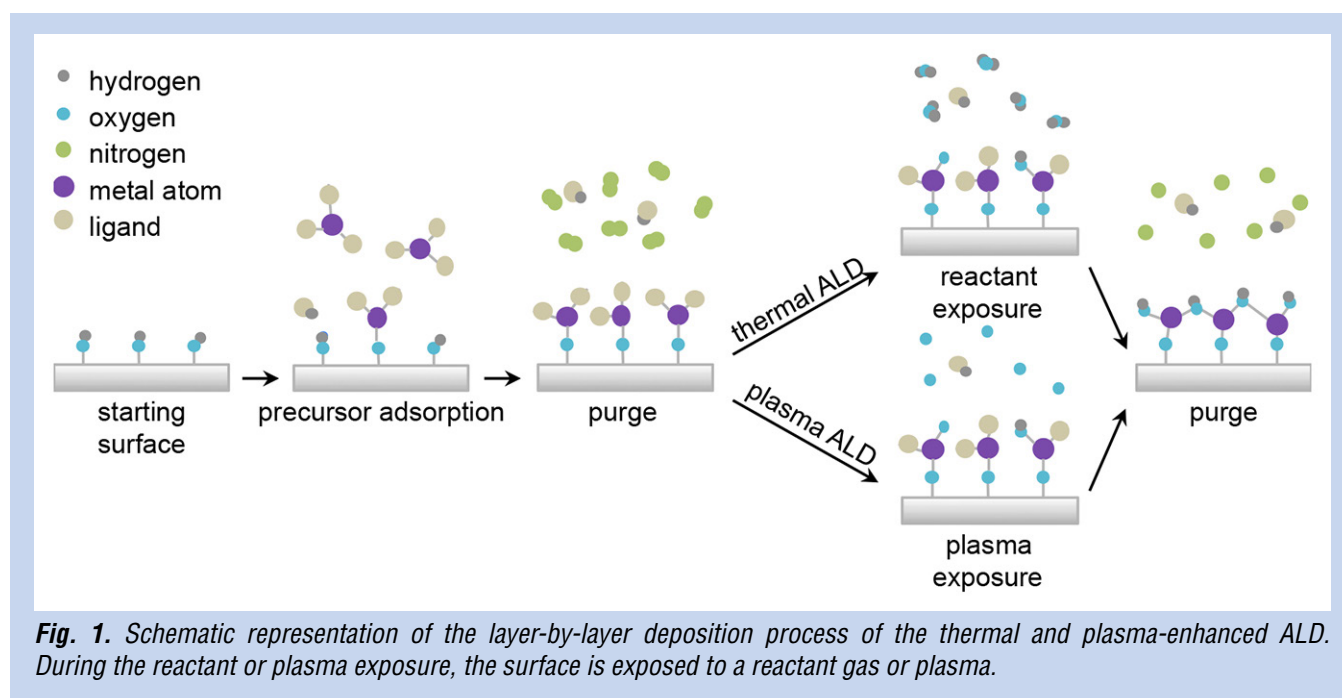 hydrogen
oxygen
nitrogen
metal atom
ligand
starting
surface
precursor adsorption
purge
thermal ALD
plasma ALD
reactant
exposure
plasma
exposure
purge
Fig. 1. Schematic representation of the layer-by-layer deposition process of the thermal and plasma-enhanced ALD.
During the reactant or plasma exposure, the surface is exposed to a reactant gas or plasma.